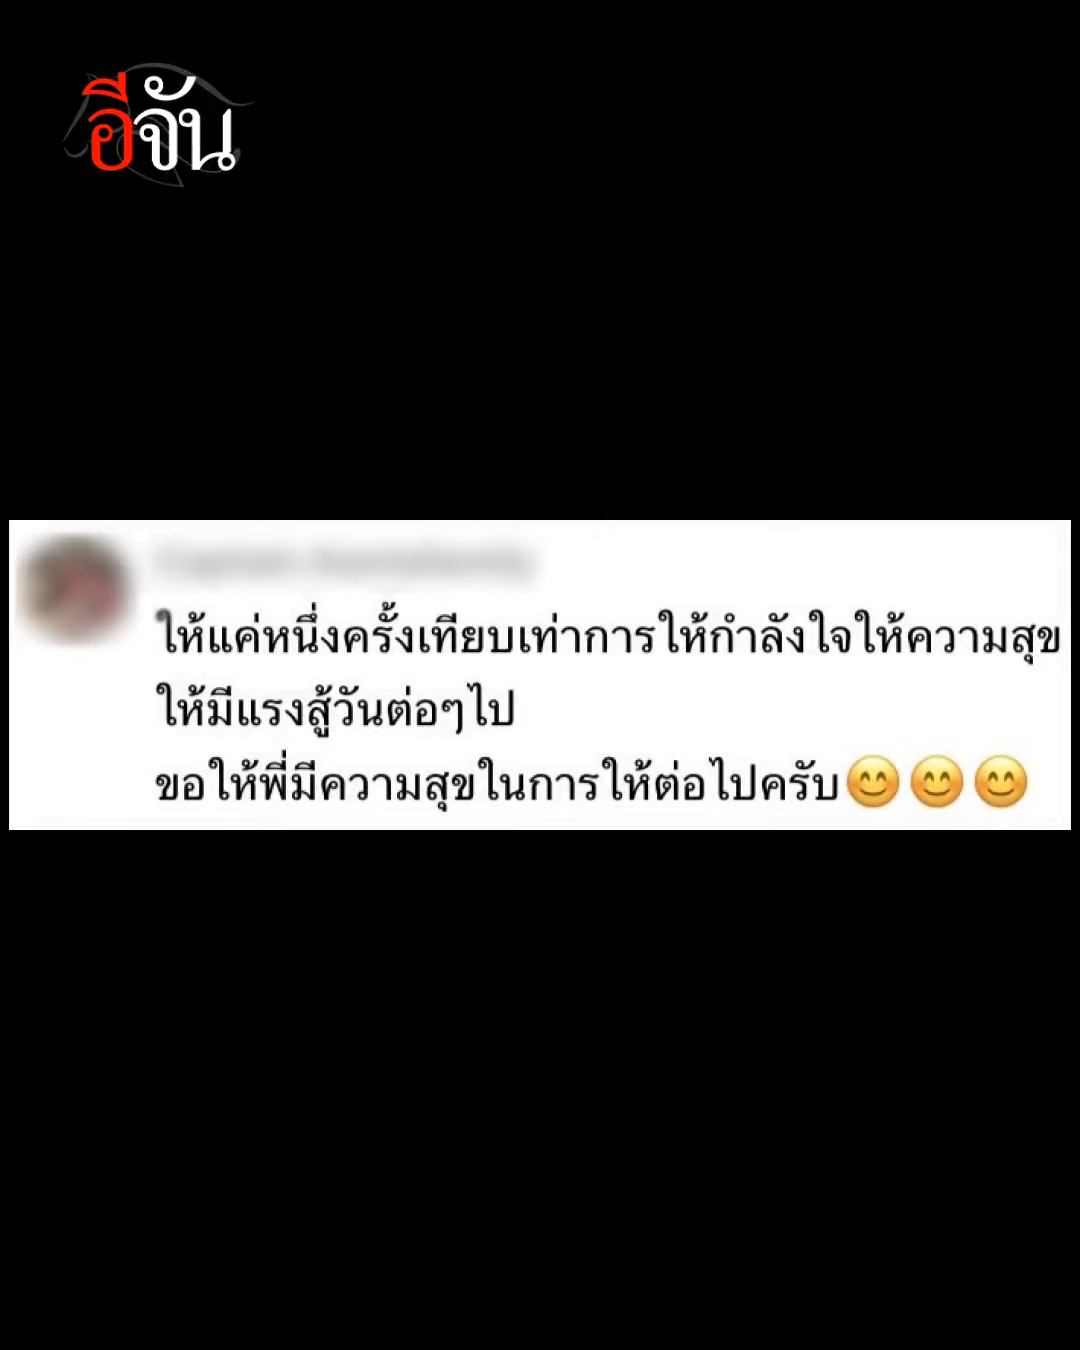 อีจัน
ให้แค่หนึ่งครั้งเทียบเท่าการให้กำลังใจให้ความสุข
ให้มีแรงสู้วันต่อๆไป
ขอให้พี่มีความสุขในการให้ต่อไปครับ😊😊😊